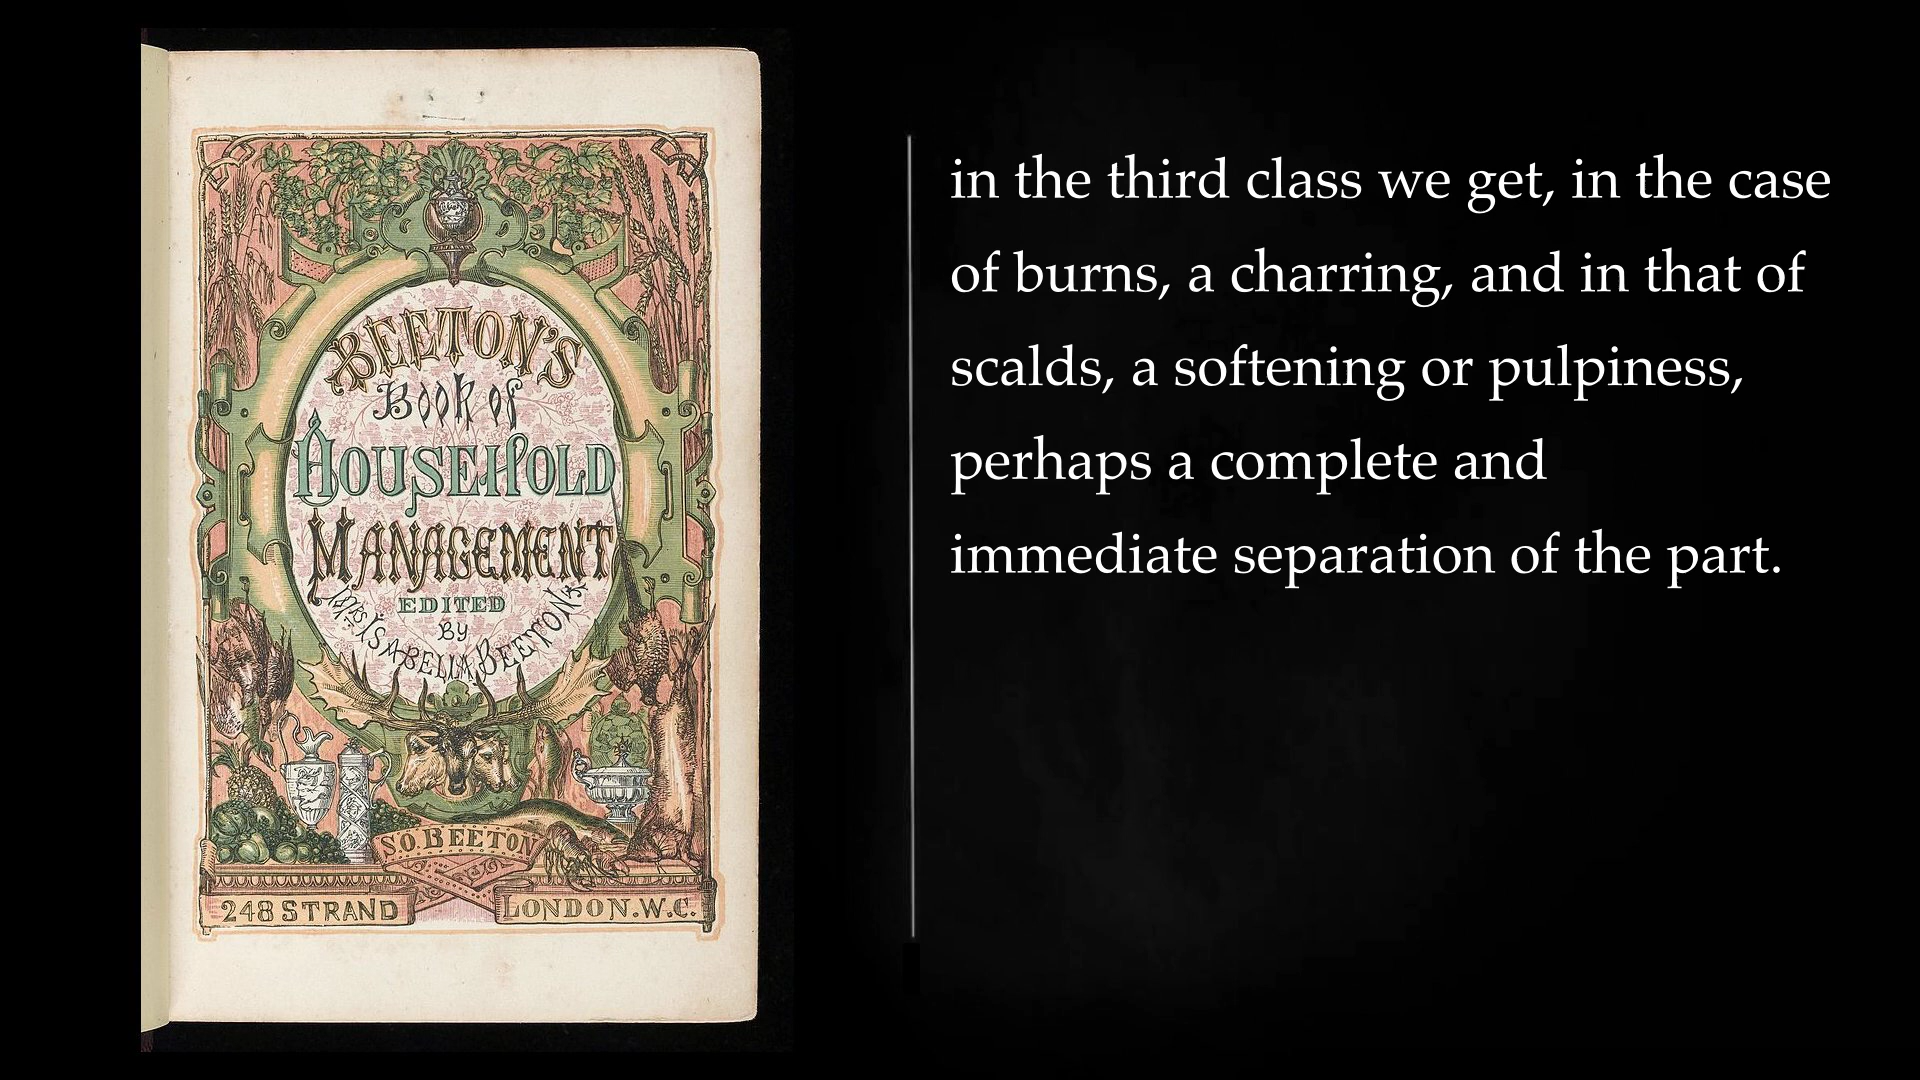 BEETON'S
BOOK OF
HOUSEHOLD
MANAGEMENT
EDITED
BY
MRS ISABELLA BEETON
S.O. BEETON
248 STRAND
LONDON. W.C.
in the third class we get, in the case
of burns, a charring, and in that of
scalds, a softening or pulpiness,
perhaps a complete and
immediate separation of the part.